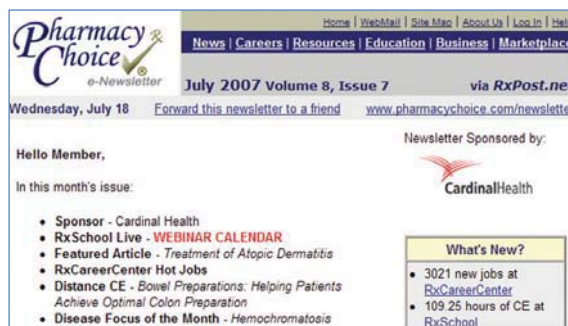 Pharmacy
Choice
e-Newsletter
Home | WebMail | Site Map | About Us | Log In | Hel
News | Careers | Resources | Education | Business | Marketplace
July 2007 Volume 8, Issue 7 via RxPost.ne
Wednesday, July 18 Forward this newsletter to a friend www.pharmacychoice.com/newslette
Hello Member,
In this month's issue:
• Sponsor - Cardinal Health
• RxSchool Live - WEBINAR CALENDAR
• Featured Article - Treatment of Atopic Dermatitis
• RxCareerCenter Hot Jobs
• Distance CE - Bowel Preparations: Helping Patients
Achieve Optimal Colon Preparation
• Disease Focus of the Month - Hemochromatosis
Newsletter Sponsored by:
CardinalHealth
What's New?
• 3021 new jobs at
RxCareerCenter
• 109.25 hours of CE at
RxSchool